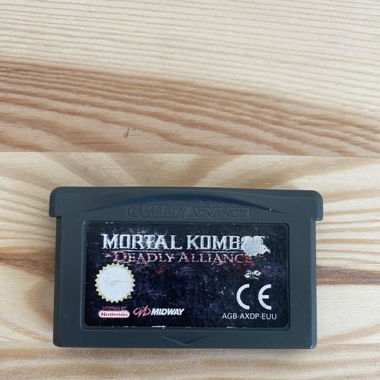 GAME BOY ADVANCE
MORTAL KOMBAT
DEADLY ALLIANCE
Nintendo
MIDWAY
CE
AGB-AXDP-EUU